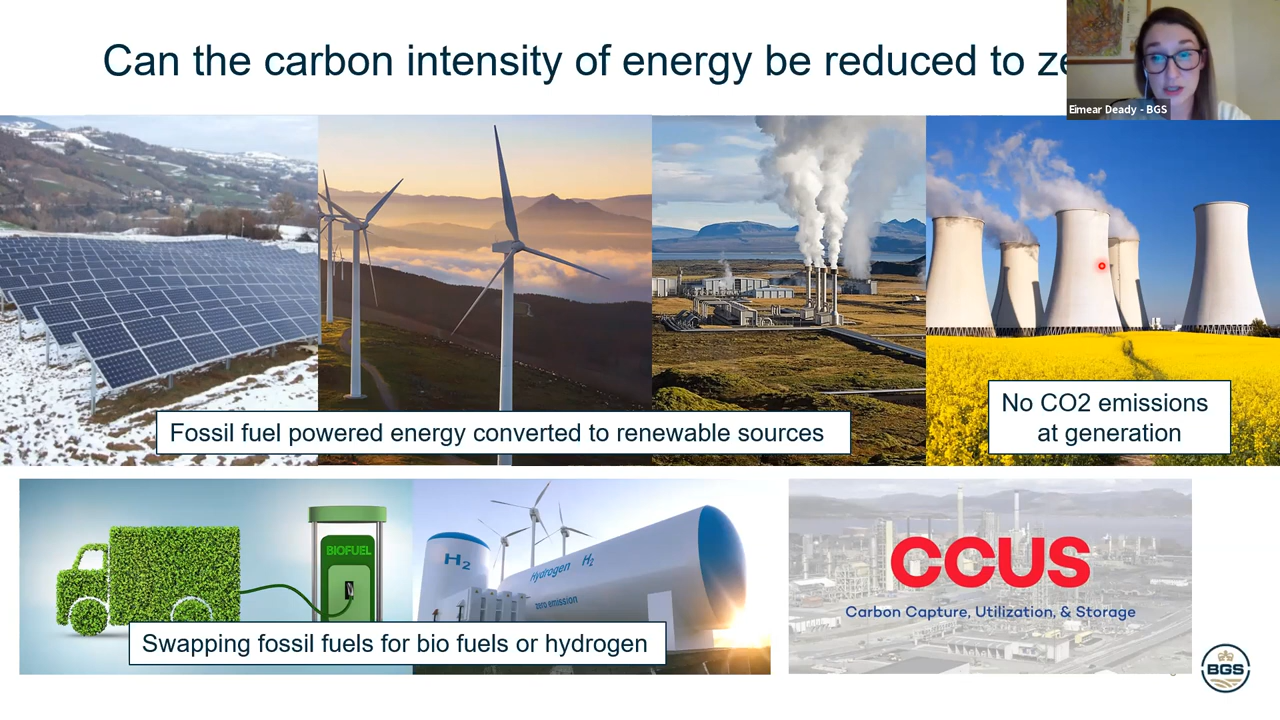 Can the carbon intensity of energy be reduced to ze
Eimear Deady - BGS
Fossil fuel powered energy converted to renewable sources
No CO2 emissions
at generation
BIOFUEL
H2
Hydrogen H2
zero emission
Swapping fossil fuels for bio fuels or hydrogen
CCUS
Carbon Capture, Utilization, & Storage
BGS